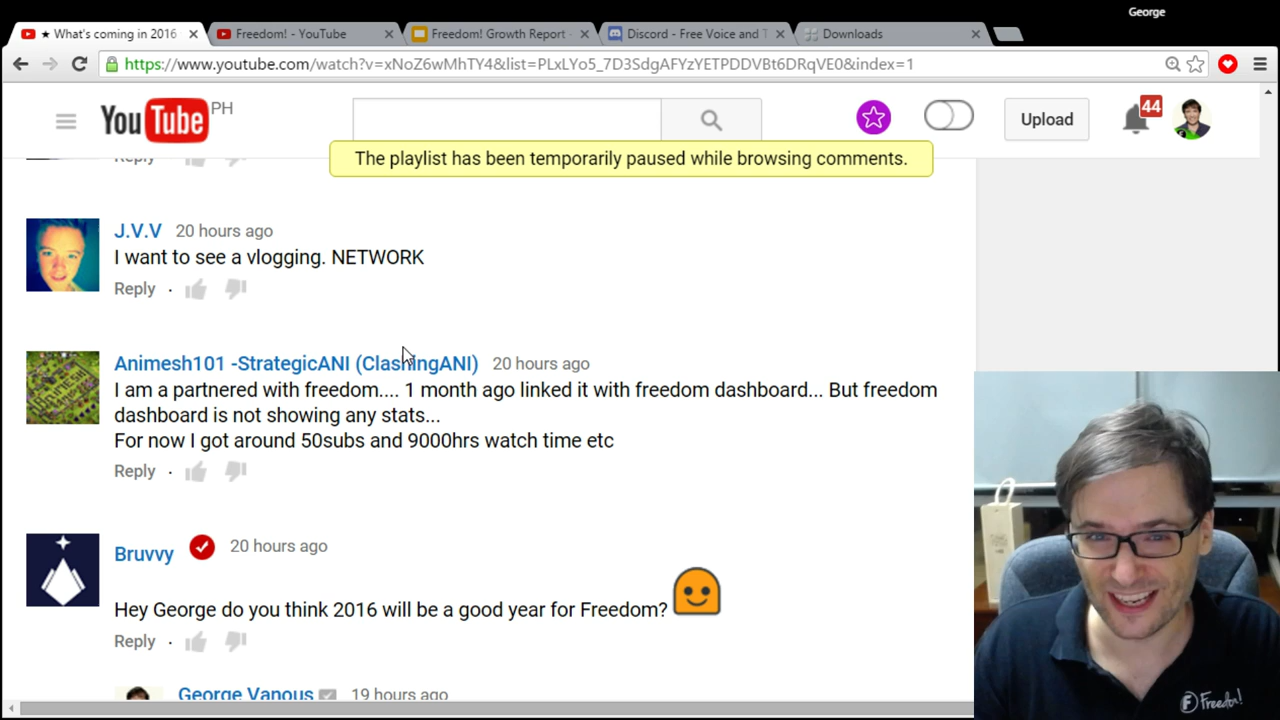 George
★ What's coming in 2016
Freedom! - YouTube
Freedom! Growth Report -
Discord - Free Voice and T
Downloads
https://www.youtube.com/watch?v=xNoZ6wMhTY4&list=PLxLYo5_7D3SdgAFYzYETPDDVBt6DRqVE0&index=1
YouTube PH
Upload
44
The playlist has been temporarily paused while browsing comments.
Reply
J.V.V 20 hours ago
I want to see a vlogging. NETWORK
Reply
Animesh101 -StrategicANI (ClashingANI) 20 hours ago
I am a partnered with freedom.... 1 month ago linked it with freedom dashboard... But freedom
dashboard is not showing any stats...
For now I got around 50subs and 9000hrs watch time etc
Reply
Bruvvy 20 hours ago
Hey George do you think 2016 will be a good year for Freedom?
Reply
George Vanous 19 hours ago
Freedom!